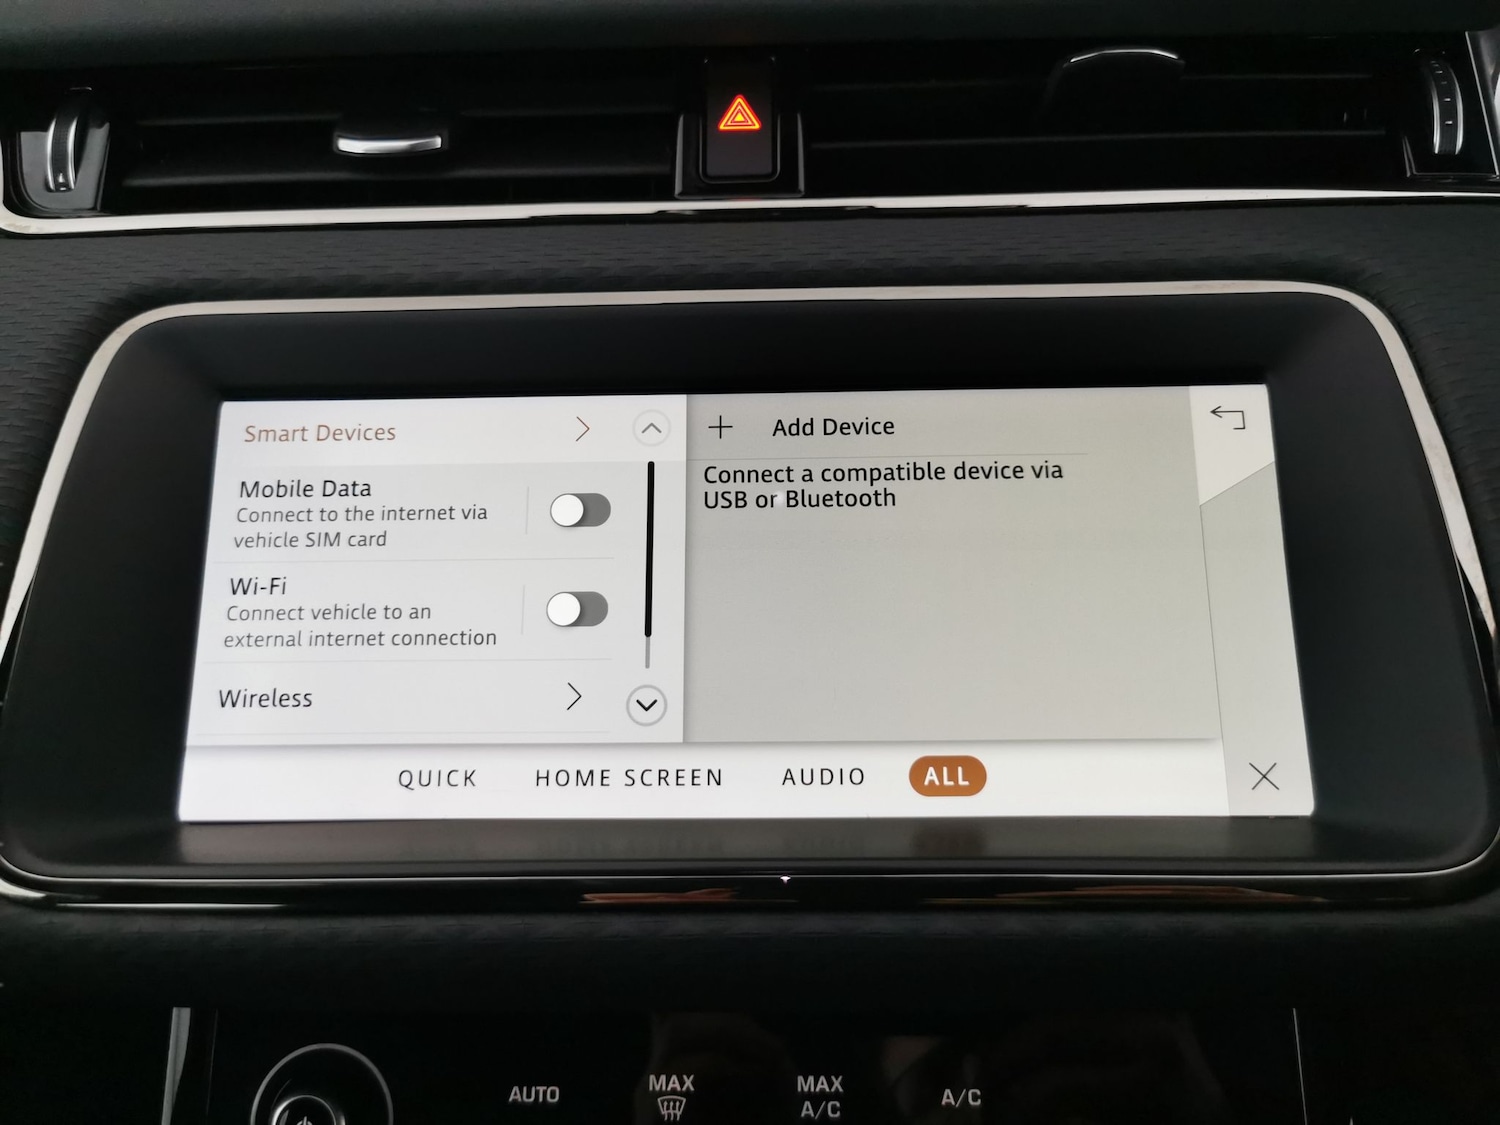 Smart Devices
Mobile Data
Connect to the internet via
vehicle SIM card
Wi-Fi
Connect vehicle to an
external internet connection
Wireless
Add Device
Connect a compatible device via
USB or Bluetooth
QUICK HOME SCREEN AUDIO ALL
AUTO
MAX
MAX
A/C
A/C